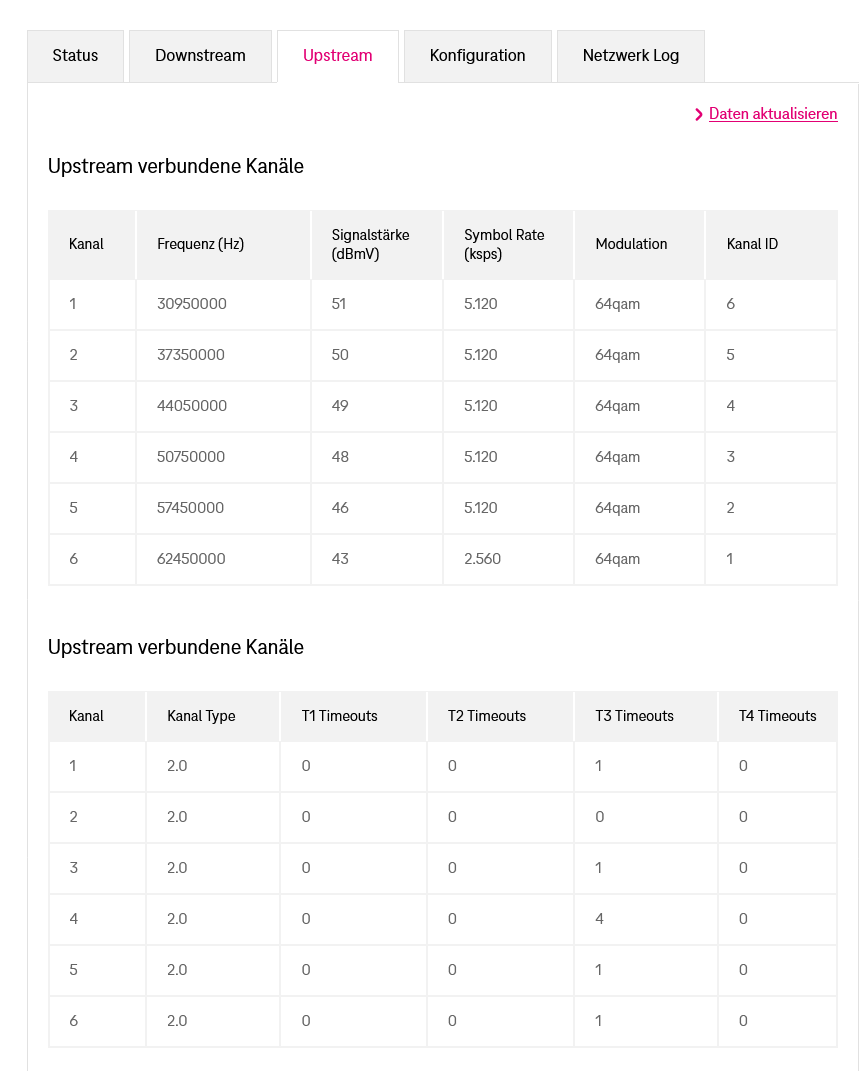 Status Downstream Upstream Konfiguration Netzwerk Log
Daten aktualisieren
Upstream verbundene Kanäle
Kanal Frequenz (Hz) Signalstärke (dBmV) Symbol Rate (ksps) Modulation Kanal ID
1 30950000 51 5.120 64qam 6
2 37350000 50 5.120 64qam 5
3 44050000 49 5.120 64qam 4
4 50750000 48 5.120 64qam 3
5 57450000 46 5.120 64qam 2
6 62450000 43 2.560 64qam 1
Upstream verbundene Kanäle
Kanal Kanal Type T1 Timeouts T2 Timeouts T3 Timeouts T4 Timeouts
1 2.0 0 0 1 0
2 2.0 0 0 0 0
3 2.0 0 0 1 0
4 2.0 0 0 4 0
5 2.0 0 0 1 0
6 2.0 0 0 1 0